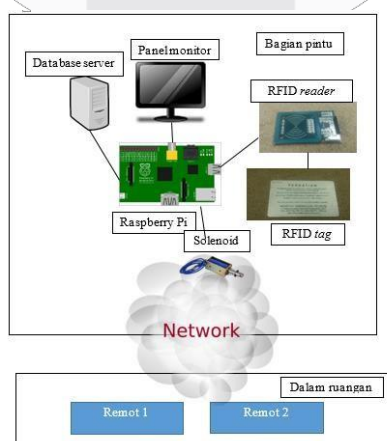 Panel monitor
Bagian pintu
Database server
RFID reader
Raspberry Pi
Solenoid
RFID tag
Network
Dalam ruangan
Remot 1
Remot 2